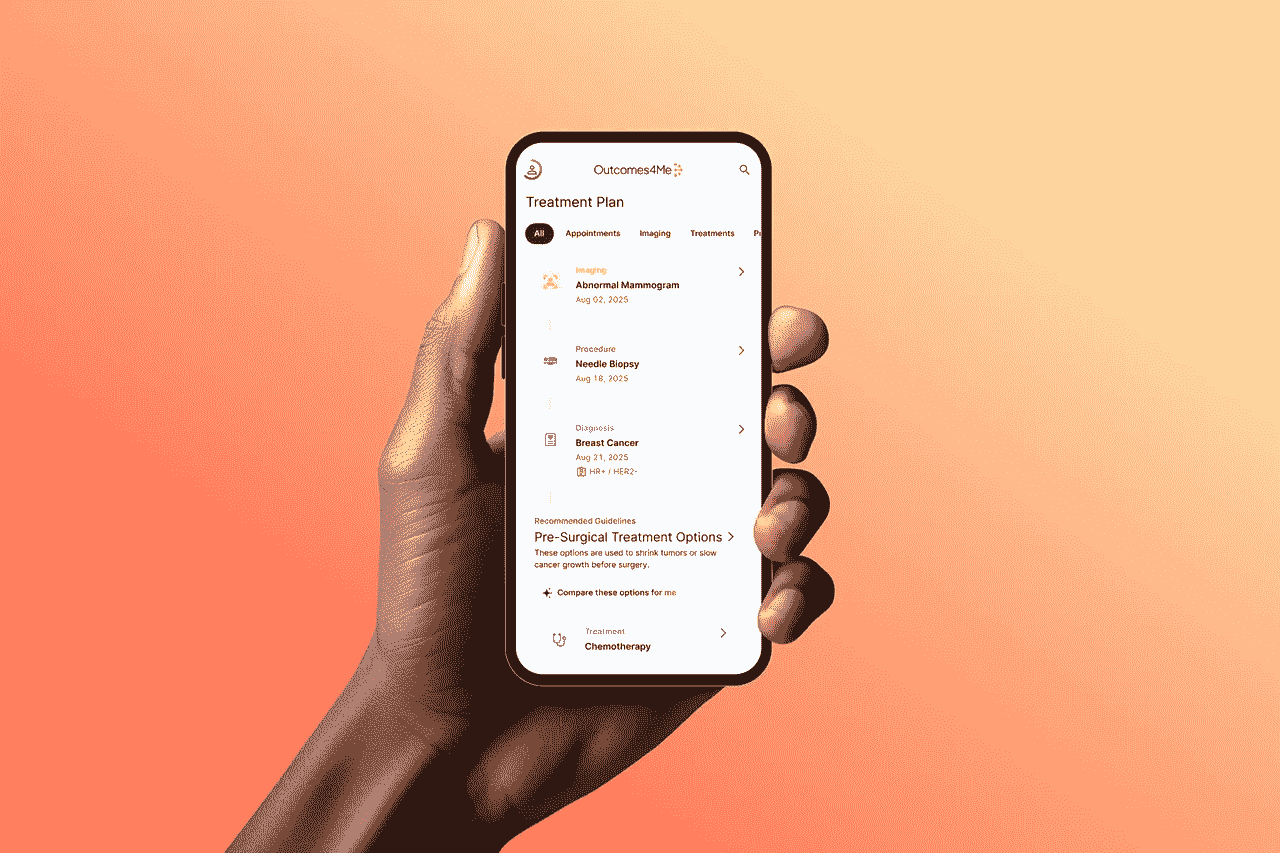 Outcomes4Me
Treatment Plan
All Appointments Imaging Treatments
Imaging
Abnormal Mammogram
Aug 02, 2025
Procedure
Needle Biopsy
Aug 18, 2025
Diagnosis
Breast Cancer
Aug 21, 2025
HR+ / HER2-
Recommended Guidelines
Pre-Surgical Treatment Options
These options are used to shrink tumors or slow
cancer growth before surgery.
Compare these options for me
Treatment
Chemotherapy